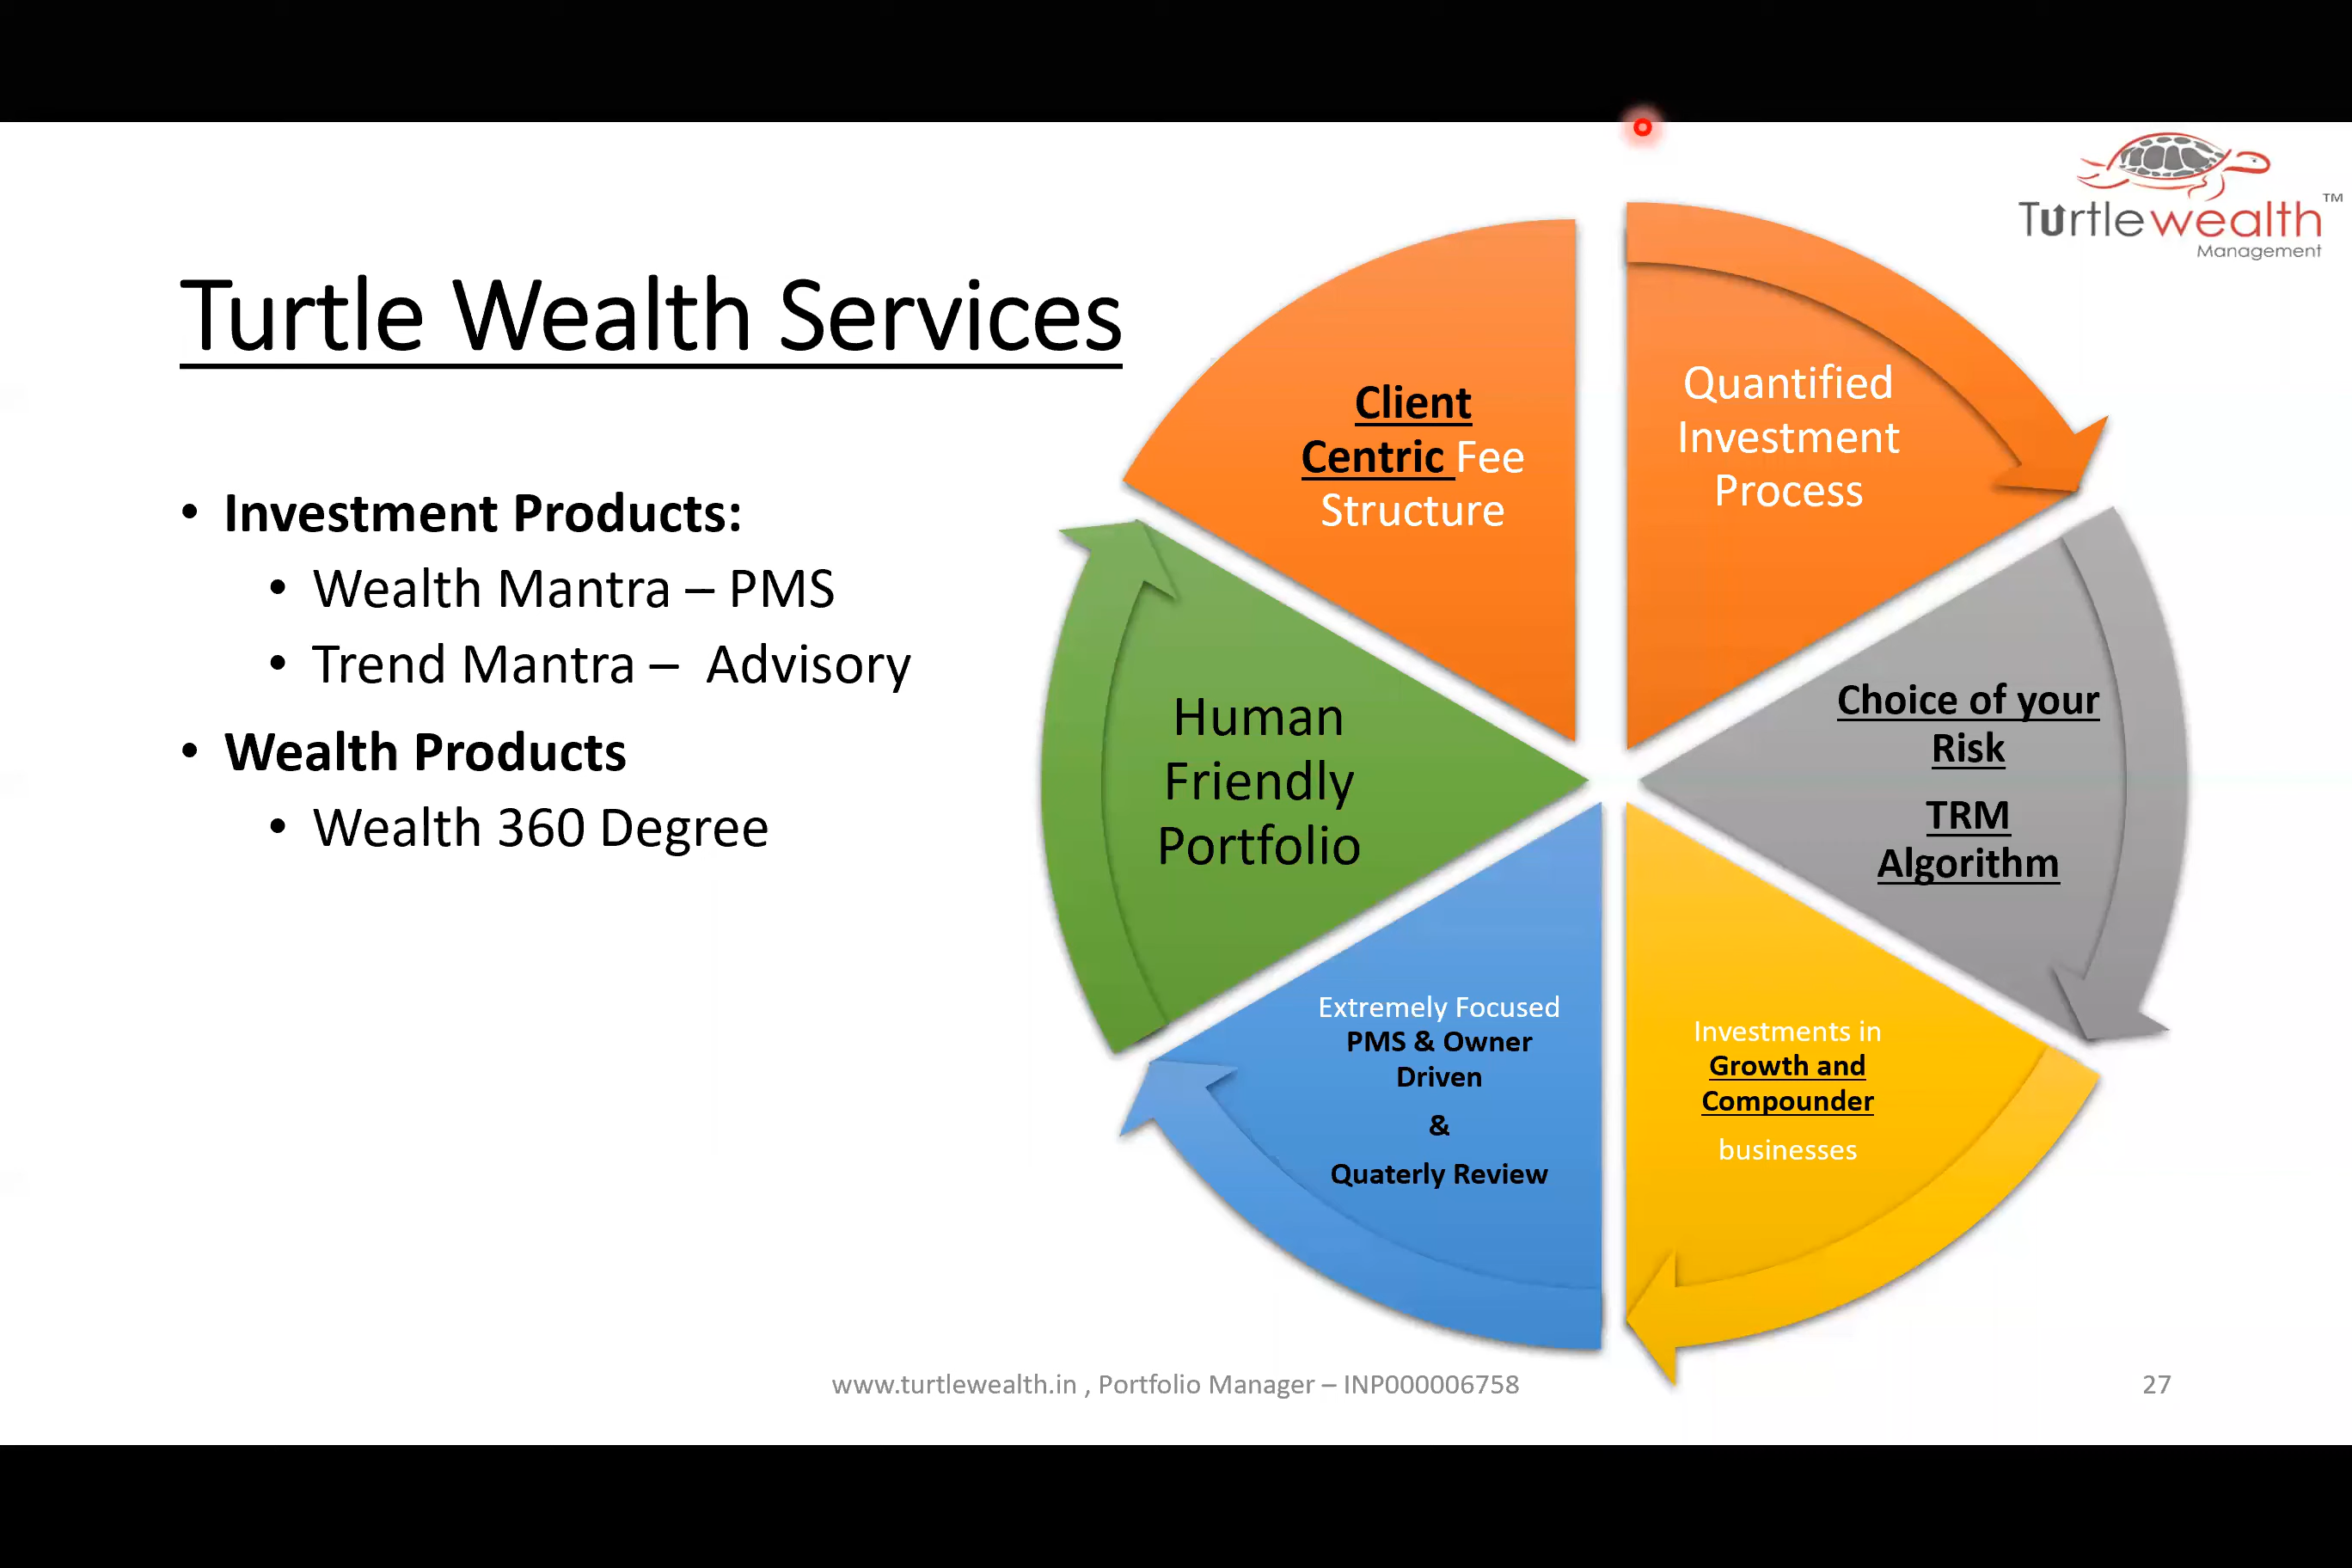 Turtlewealth™
Management
Turtle Wealth Services
• Investment Products:
• Wealth Mantra – PMS
• Trend Mantra – Advisory
• Wealth Products
• Wealth 360 Degree
Quantified
Investment
Process
Choice of your
Risk
TRM
Algorithm
Investments in
Growth and
Compounder
businesses
Extremely Focused
PMS & Owner
Driven
&
Quaterly Review
Human
Friendly
Portfolio
Client
Centric Fee
Structure
www.turtlewealth.in , Portfolio Manager – INP000006758
27